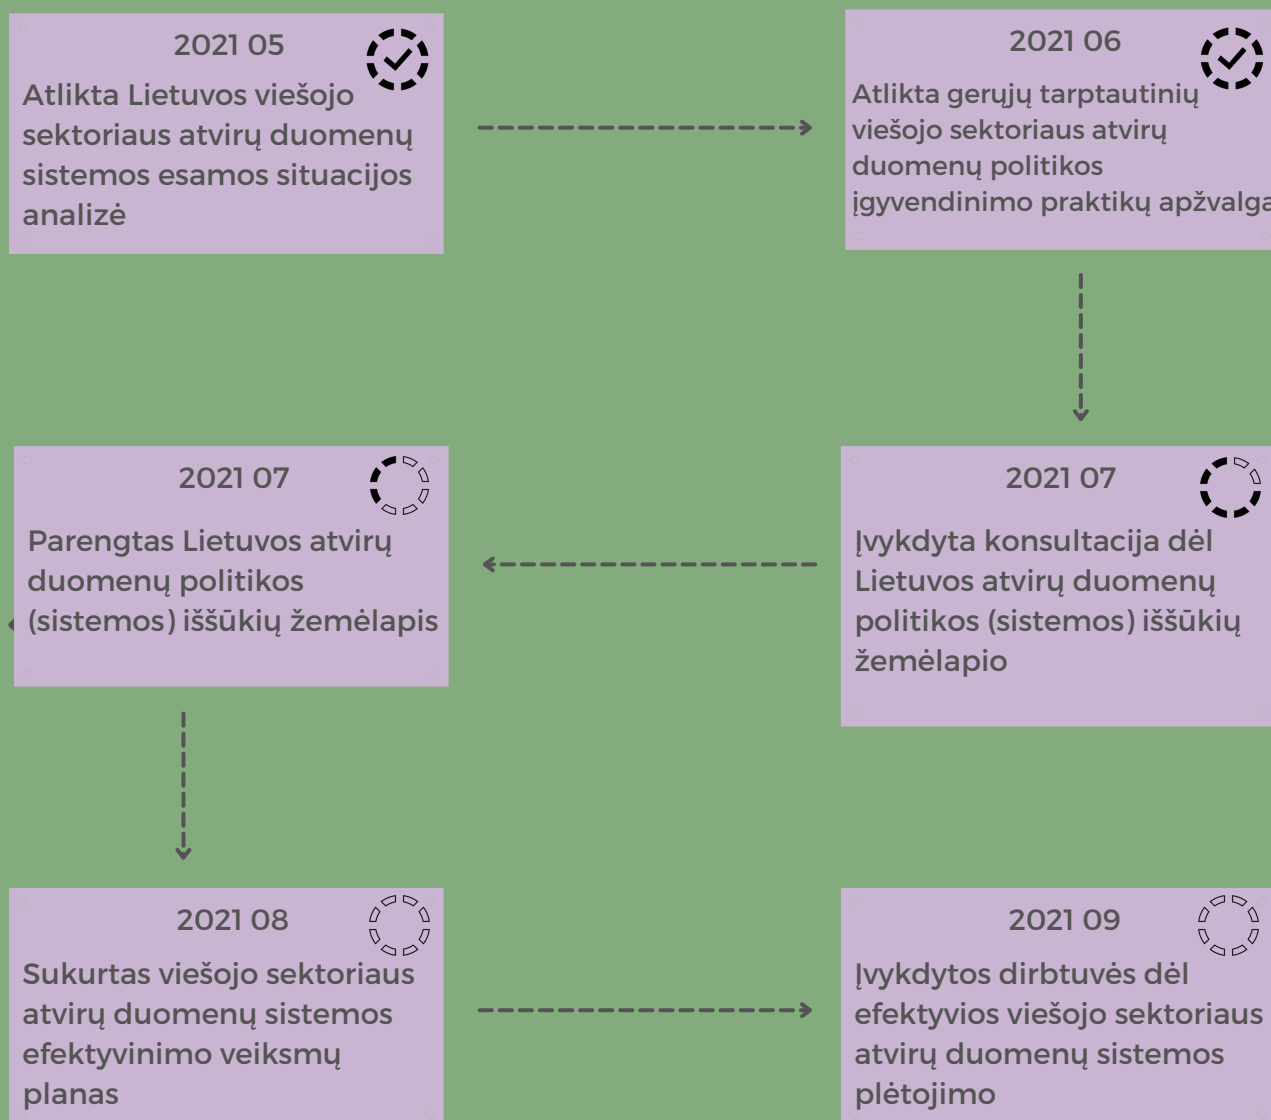 2021 05
Atlikta Lietuvos viešojo
sektoriaus atvirų duomenų
sistemos esamos situacijos
analizė
2021 06
Atlikta gerųjų tarptautinių
viešojo sektoriaus atvirų
duomenų politikos
įgyvendinimo praktikų apžvalga
2021 07
Įvykdyta konsultacija dėl
Lietuvos atvirų duomenų
politikos (sistemos) iššūkių
žemėlapio
2021 07
Parengtas Lietuvos atvirų
duomenų politikos
(sistemos) iššūkių žemėlapis
2021 08
Sukurtas viešojo sektoriaus
atvirų duomenų sistemos
efektyvinimo veiksmų
planas
2021 09
Įvykdytos dirbtuvės dėl
efektyvios viešojo sektoriaus
atvirų duomenų sistemos
plėtojimo